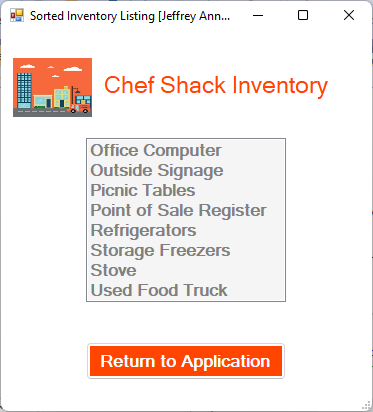 Sorted Inventory Listing [Jeffrey Ann...
Chef Shack Inventory
Office Computer
Outside Signage
Picnic Tables
Point of Sale Register
Refrigerators
Storage Freezers
Stove
Used Food Truck
Return to Application